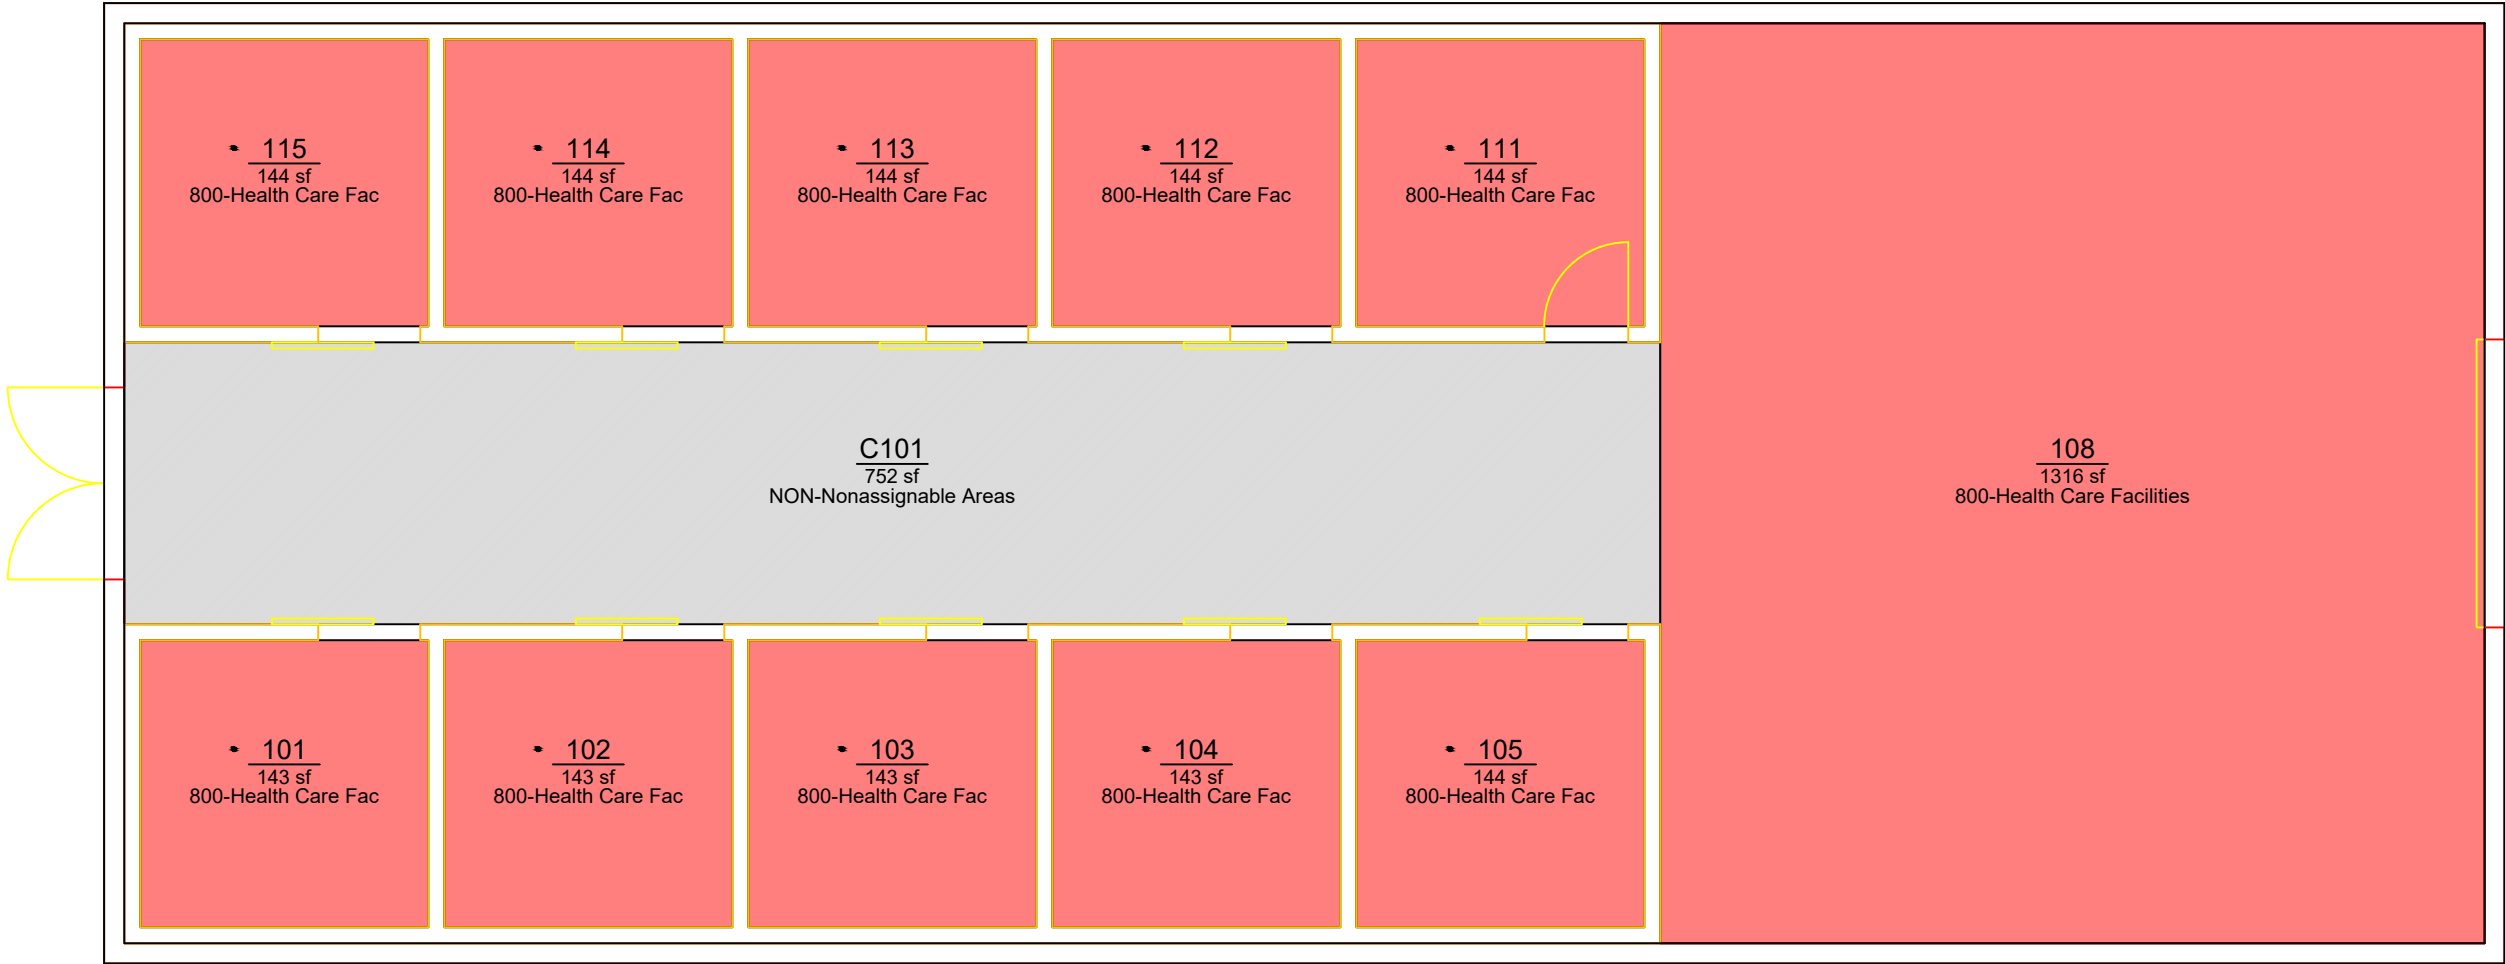 115
144 sf
800-Health Care Fac
114
144 sf
800-Health Care Fac
113
144 sf
800-Health Care Fac
112
144 sf
800-Health Care Fac
111
144 sf
800-Health Care Fac
C101
752 sf
NON-Nonassignable Areas
108
1316 sf
800-Health Care Facilities
101
143 sf
800-Health Care Fac
102
143 sf
800-Health Care Fac
103
143 sf
800-Health Care Fac
104
143 sf
800-Health Care Fac
105
144 sf
800-Health Care Fac